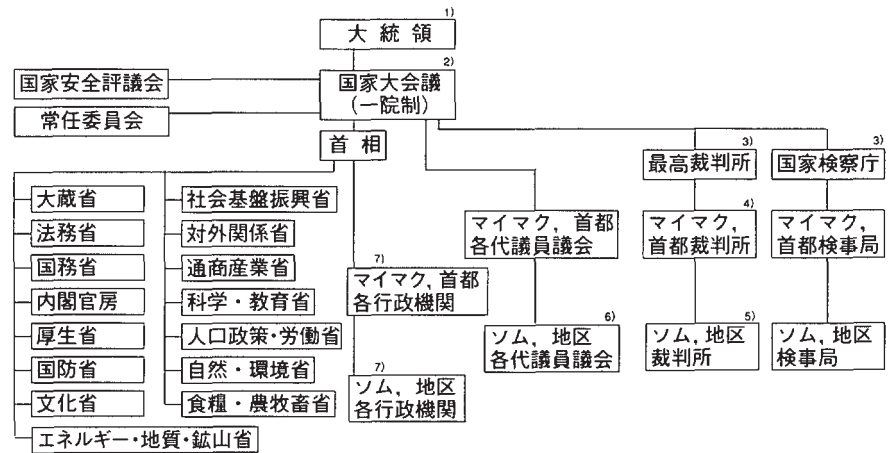 1)
大統領
2)
国家大会議
(一院制)
国家安全評議会
常任委員会
首相
3)
最高裁判所
3)
国家検察庁
大蔵省
法務省
国務省
内閣官房
厚生省
国防省
文化省
エネルギー・地質・鉱山省
社会基盤振興省
対外関係省
通商産業省
科学・教育省
人口政策・労働省
自然・環境省
食糧・農牧畜省
7)
マイマク, 首都
各行政機関
7)
ソム, 地区
各行政機関
マイマク, 首都
各代議員議会
6)
ソム, 地区
各代議員議会
4)
マイマク,
首都裁判所
5)
ソム, 地区
裁判所
マイマク,
首都検事局
ソム, 地区
検事局